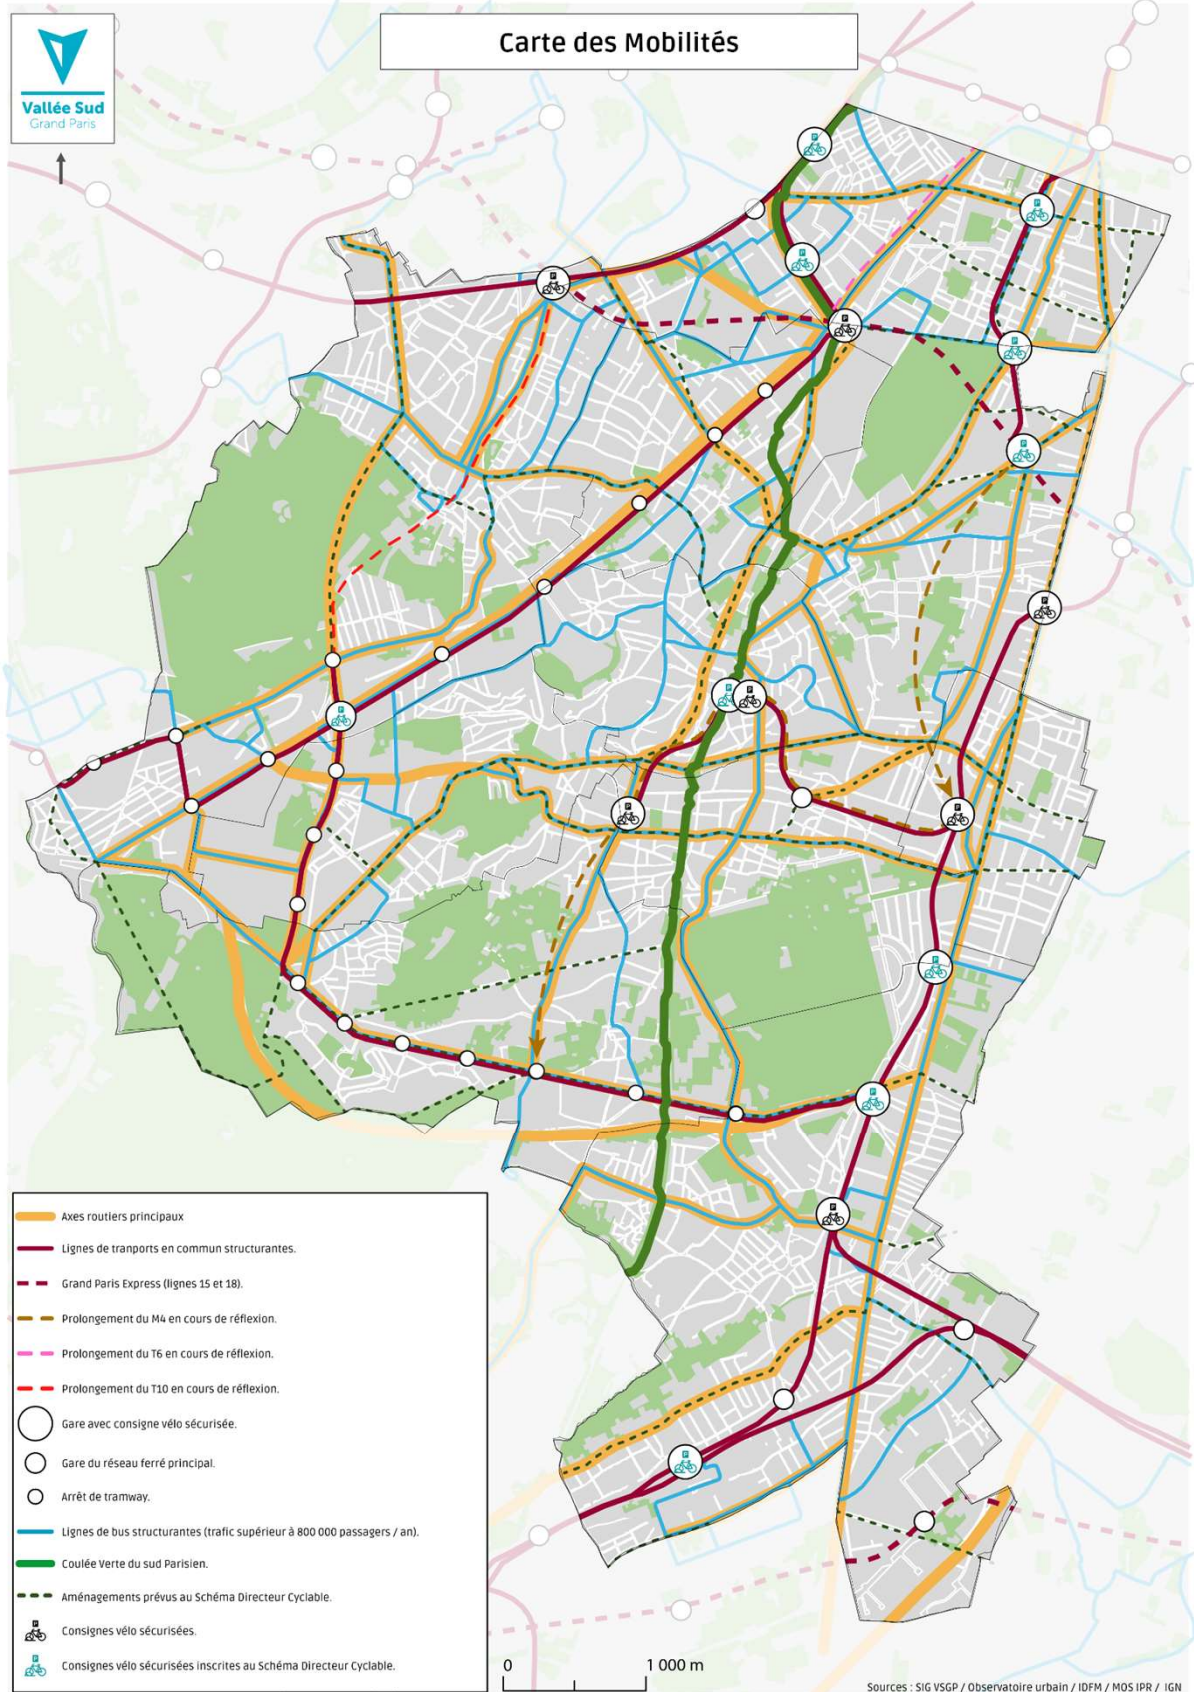 Carte des Mobilités
Vallée Sud
Grand Paris
Axes routiers principaux
Lignes de tranports en commun structurantes.
Grand Paris Express (lignes 15 et 18).
Prolongement du M4 en cours de réflexion.
Prolongement du T6 en cours de réflexion.
Prolongement du T10 en cours de réflexion.
Gare avec consigne vélo sécurisée.
Gare du réseau ferré principal.
Arrêt de tramway.
Lignes de bus structurantes (trafic supérieur à 800 000 passagers / an).
Coulée Verte du sud Parisien.
Aménagements prévus au Schéma Directeur Cyclable.
Consignes vélo sécurisées.
Consignes vélo sécurisées inscrites au Schéma Directeur Cyclable.
0 1 000 m
Sources : SIG VSGP / Observatoire urbain / IDFM / MOS IPR / IGN